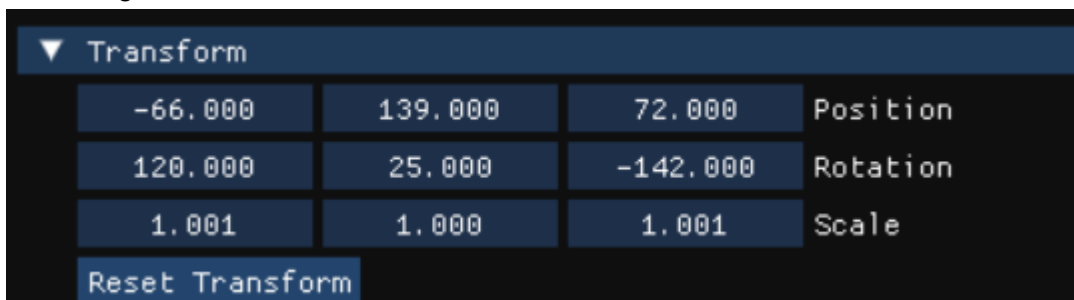 Transform
-66.000 139.000 72.000 Position
120.000 25.000 -142.000 Rotation
1.001 1.000 1.001 Scale
Reset Transform